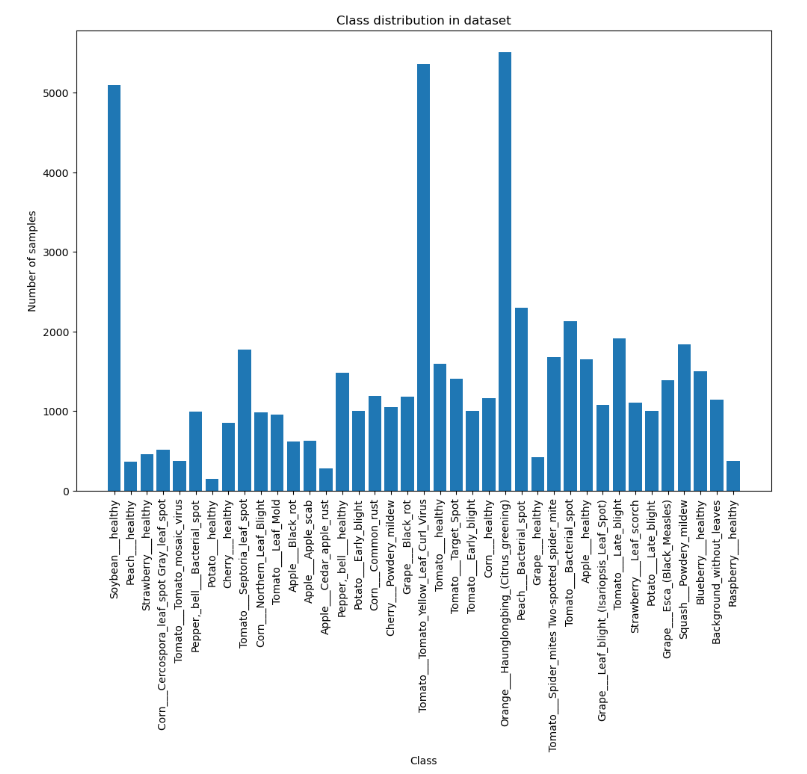 Class distribution in dataset
Number of samples
5000
4000
3000
2000
1000
0
Soybean___healthy
Peach___healthy
Strawberry___healthy
Corn___Cercospora_leaf_spot Gray_leaf_spot
Tomato___Tomato_mosaic_virus
Pepper,_bell___Bacterial_spot
Potato___healthy
Cherry___healthy
Tomato___Septoria_leaf_spot
Corn___Northern_Leaf_Blight
Tomato___Leaf_Mold
Apple___Black_rot
Apple___Apple_scab
Apple___Cedar_apple_rust
Pepper,_bell___healthy
Potato___Early_blight
Corn___Common_rust
Cherry___Powdery_mildew
Grape___Black_rot
Tomato___Tomato_Yellow_Leaf_Curl_Virus
Tomato___healthy
Tomato___Target_Spot
Tomato___Early_blight
Corn___healthy
Orange___Haunglongbing_(Citrus_greening)
Peach___Bacterial_spot
Grape___healthy
Tomato___Spider_mites Two-spotted_spider_mite
Tomato___Bacterial_spot
Apple___healthy
Grape___Leaf_blight_(Isariopsis_Leaf_Spot)
Tomato___Late_blight
Strawberry___Leaf_scorch
Potato___Late_blight
Grape___Esca_(Black_Measles)
Squash___Powdery_mildew
Blueberry___healthy
Background_without_leaves
Raspberry___healthy
Class